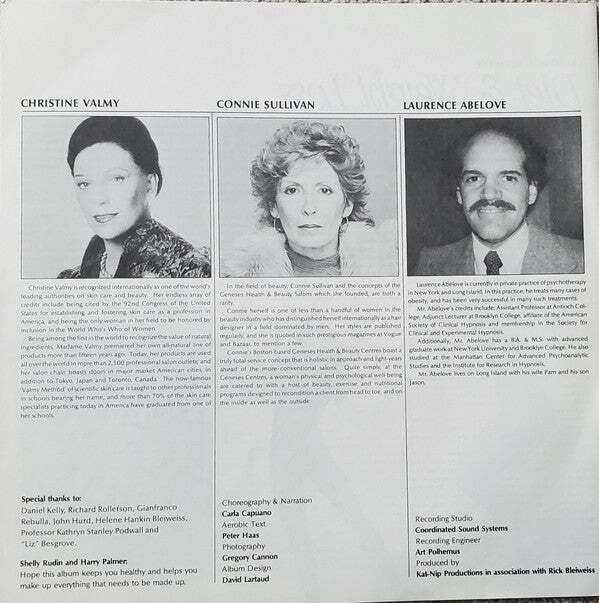 CHRISTINE VALMY
Christine Valmy is recognized internationally as one of the world's
leading authorities on skin care and beauty. Her endless array of
credits include being cited by the 92nd Congress of the United
States for establishing and fostering skin care as a profession in
America, and being the only woman in her field to be honored by
inclusion in the World Who's Who of Women.
Being among the first in the world to recognize the value of natural
ingredients, Madame Valmy premiered her own all-natural line of
products more than fifteen years ago. Today, her products are used
all over the world in more than 2,500 professional salon outlets; and
her salon chain boasts doors in major market American cities, in
addition to Tokyo, Japan and Toronto, Canada. The now-famous
'Valmy Method' of scientific skin care is taught to other professionals
in schools bearing her name, and more than 70% of the skin care
specialists practicing today in America have graduated from one of
her schools.
Special thanks to:
Daniel Kelly, Richard Rollefson, Gianfranco
Rebulla, John Hurd, Helene Hankin Bleiweiss,
Professor Kathryn Stanley Podwall and
"Liz" Besgrove.
Shelly Rudin and Harry Palmer:
Hope this album keeps you healthy and helps you
make up everything that needs to be made up.
CONNIE SULLIVAN
In the field of beauty, Connie Sullivan and the concepts of the
Geneses Health & Beauty Salons which she founded, are both a
rarity.
Connie herself is one of less than a handful of women in the
beauty industry who has distinguished herself internationally as a hair
designer in a field dominated by men. Her styles are published
regularly, and she is quoted in such prestigious magazines as Vogue
and Bazaar, to mention a few.
Connie's Boston-based Geneses Health & Beauty Centres boast a
truly total service concept that is holistic in approach and light-years
ahead of the more conventional salons. Quite simply, at the
Geneses Centres, a woman's physical and psychological well-being
are catered to with a host of beauty, exercise and nutritional
programs designed to recondition a client from head to toe; and on
the inside as well as the outside.
Choreography & Narration
Carla Capuano
Aerobic Text
Peter Haas
Photography
Gregory Cannon
Album Design
David Lartaud
LAURENCE ABELOVE
Laurence Abelove is currently in private practice of psychotherapy
in New York and Long Island. In this practice, he treats many cases of
obesity, and has been very successful in many such treatments.
Mr. Abelove's credits include: Assistant Professor at Antioch Col-
lege, Adjunct Lecturer at Brooklyn College, affiliate of the American
Society of Clinical Hypnosis and membership in the Society for
Clinical and Experimental Hypnosis.
Additionally, Mr. Abelove has a B.A. & M.S. with advanced
graduate work at New York University and Brooklyn College. He also
studied at the Manhattan Center for Advanced Psychoanalytic
Studies and the Institute for Research in Hypnosis.
Mr. Abelove lives on Long Island with his wife Pam and his son
Jason.
Recording Studio
Coordinated Sound Systems
Recording Engineer
Art Polhemus
Produced by
Kat-Nip Productions in association with Rick Bleiweiss